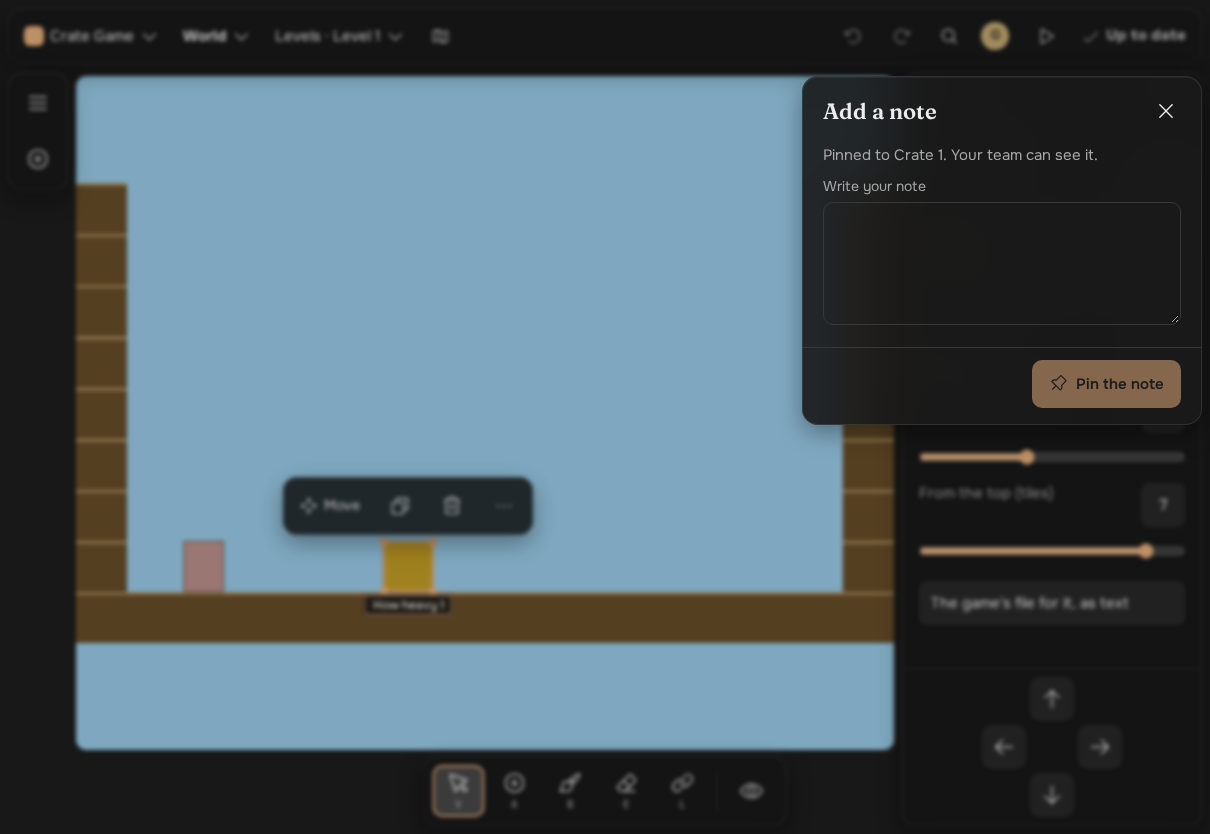 Crate Game
World
Levels · Level 1
Up to date
Add a note
Pinned to Crate 1. Your team can see it.
Write your note
Pin the note
Move
From the top (tiles)
7
How heavy 1
The game's file for it, as text
A
B
E
L